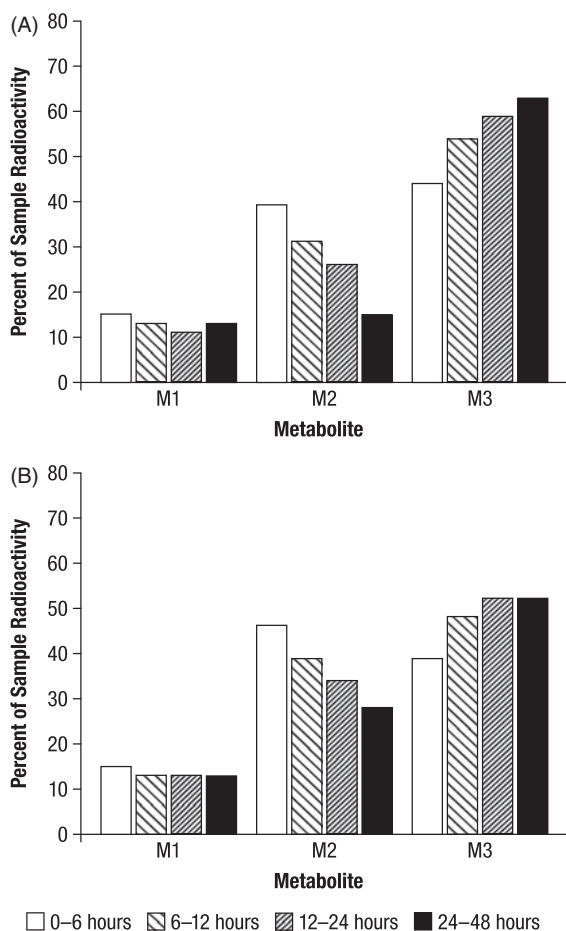 (A)
80
70
60
50
40
30
20
10
0
Percent of Sample Radioactivity
M1 M2 M3
Metabolite
(B)
80
70
60
50
40
30
20
10
0
Percent of Sample Radioactivity
M1 M2 M3
Metabolite
0–6 hours 6–12 hours 12–24 hours 24–48 hours